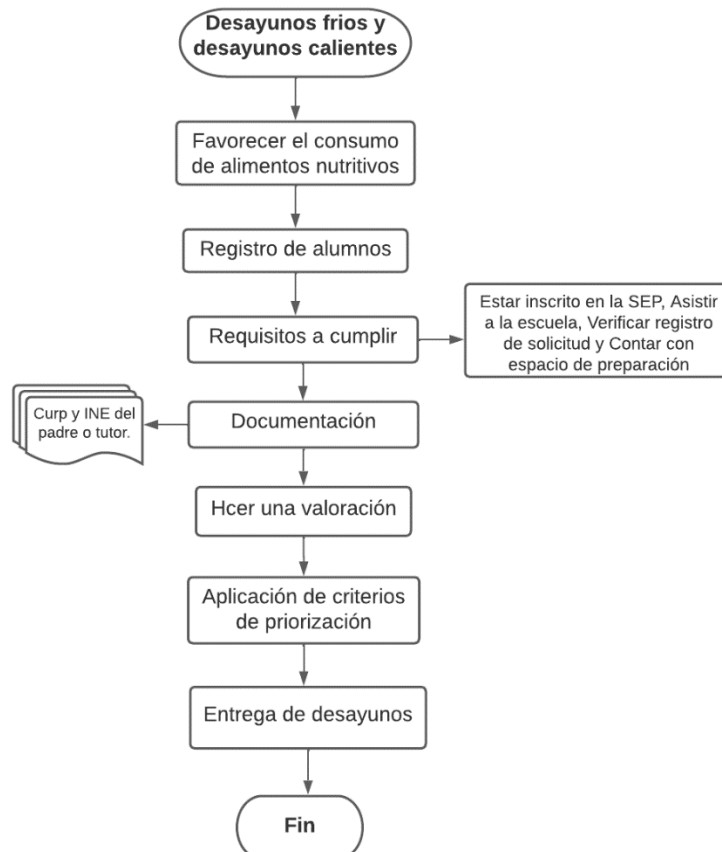 Desayunos frios y
desayunos calientes
Favorecer el consumo
de alimentos nutritivos
Registro de alumnos
Requisitos a cumplir
Estar inscrito en la SEP, Asistir
a la escuela, Verificar registro
de solicitud y Contar con
espacio de preparación
Documentación
Curp y INE del
padre o tutor.
Hcer una valoración
Aplicación de criterios
de priorización
Entrega de desayunos
Fin